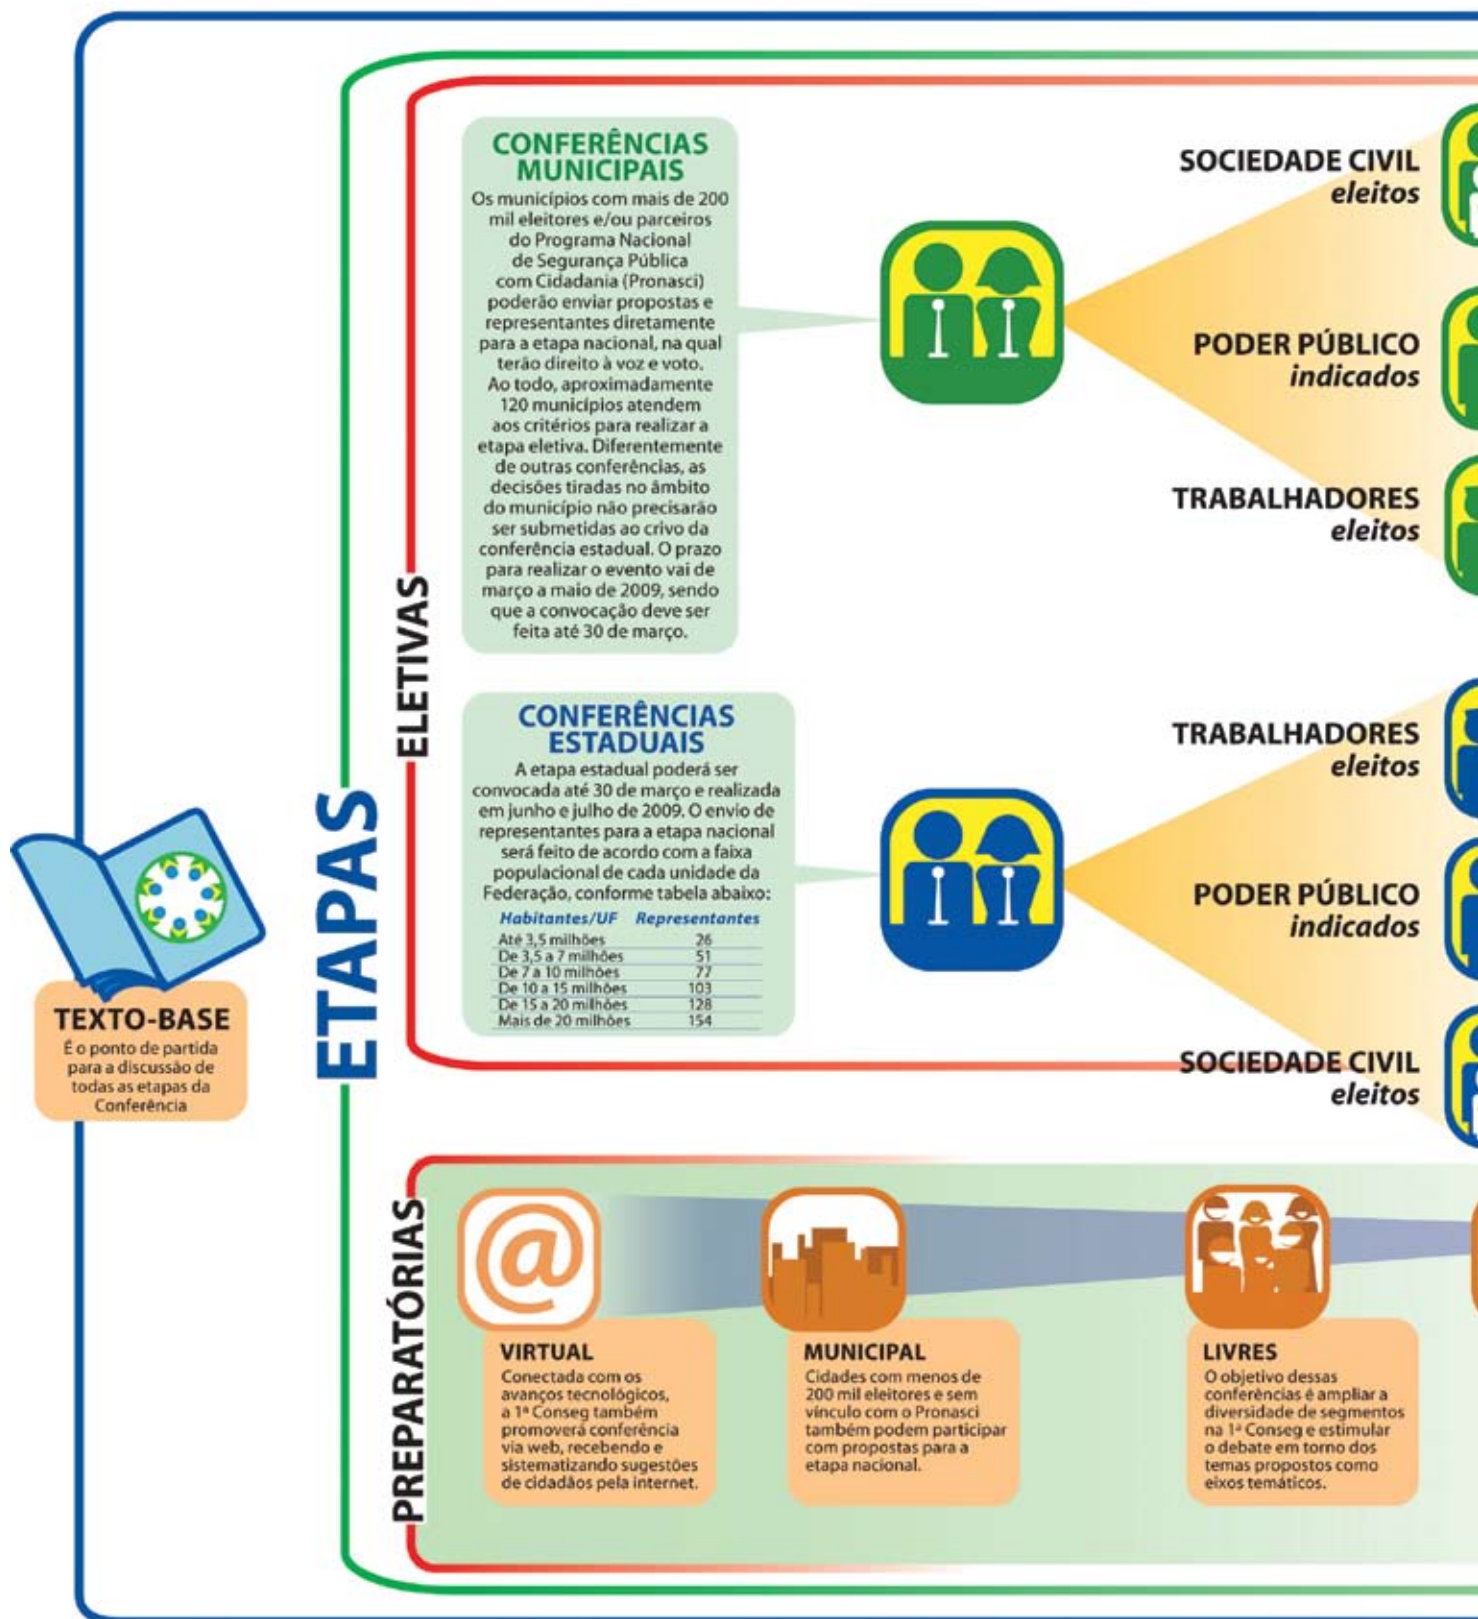 CONFERÊNCIAS
MUNICIPAIS
Os municípios com mais de 200
mil eleitores e/ou parceiros
do Programa Nacional
de Segurança Pública
com Cidadania (Pronasci)
poderão enviar propostas e
representantes diretamente
para a etapa nacional, na qual
terão direito à voz e voto.
Ao todo, aproximadamente
120 municípios atendem
aos critérios para realizar a
etapa eletiva. Diferentemente
de outras conferências, as
decisões tiradas no âmbito
do município não precisarão
ser submetidas ao crivo da
conferência estadual. O prazo
para realizar o evento vai de
março a maio de 2009, sendo
que a convocação deve ser
feita até 30 de março.
SOCIEDADE CIVIL
eleitos
PODER PÚBLICO
indicados
TRABALHADORES
eleitos
ELETIVAS
CONFERÊNCIAS
ESTADUAIS
A etapa estadual poderá ser
convocada até 30 de março e realizada
em junho e julho de 2009. O envio de
representantes para a etapa nacional
será feito de acordo com a faixa
populacional de cada unidade da
Federação, conforme tabela abaixo:
Habitantes/UF Representantes
Até 3,5 milhões 26
De 3,5 a 7 milhões 51
De 7 a 10 milhões 77
De 10 a 15 milhões 103
De 15 a 20 milhões 128
Mais de 20 milhões 154
TRABALHADORES
eleitos
PODER PÚBLICO
indicados
SOCIEDADE CIVIL
eleitos
ETAPAS
TEXTO-BASE
É o ponto de partida
para a discussão de
todas as etapas da
Conferência
PREPARATÓRIAS
@
VIRTUAL
Conectada com os
avanços tecnológicos,
a 1ª Conseg também
promoverá conferência
via web, recebendo e
sistematizando sugestões
de cidadãos pela internet.
MUNICIPAL
Cidades com menos de
200 mil eleitores e sem
vínculo com o Pronasci
também podem participar
com propostas para a
etapa nacional.
LIVRES
O objetivo dessas
conferências é ampliar a
diversidade de segmentos
na 1ª Conseg e estimular
o debate em torno dos
temas propostos como
eixos temáticos.